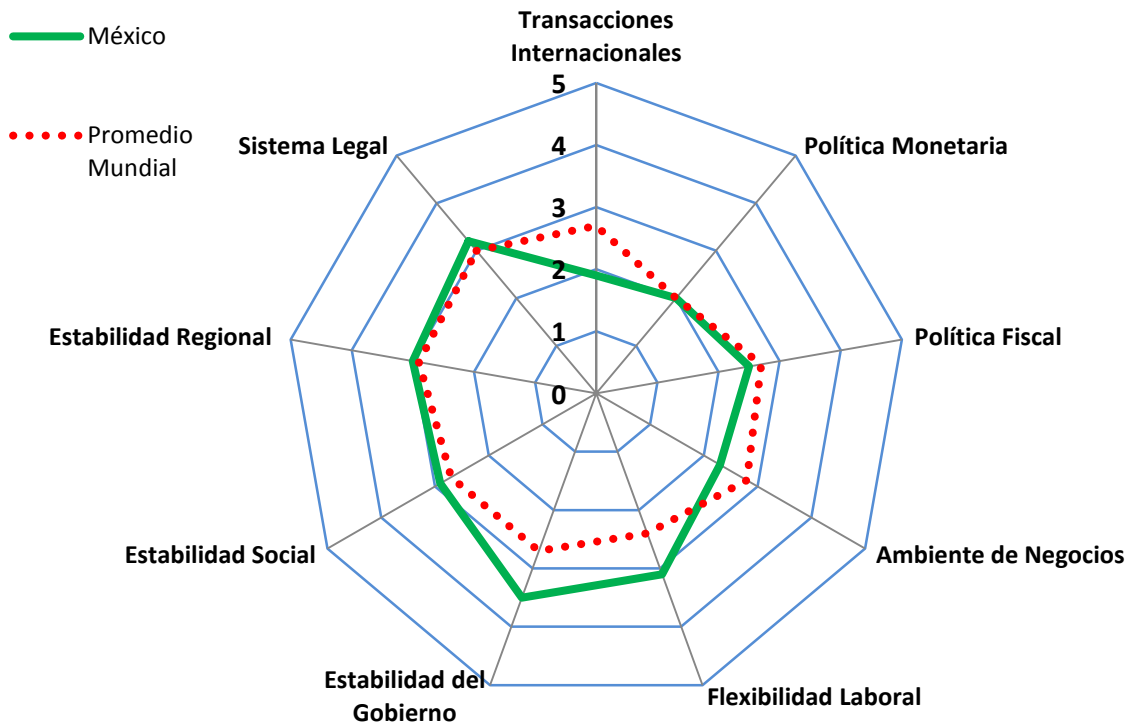 México
Promedio
Mundial
Transacciones
Internacionales
Política Monetaria
Política Fiscal
Ambiente de Negocios
Flexibilidad Laboral
Estabilidad del
Gobierno
Estabilidad Social
Estabilidad Regional
Sistema Legal
5
4
3
2
1
0